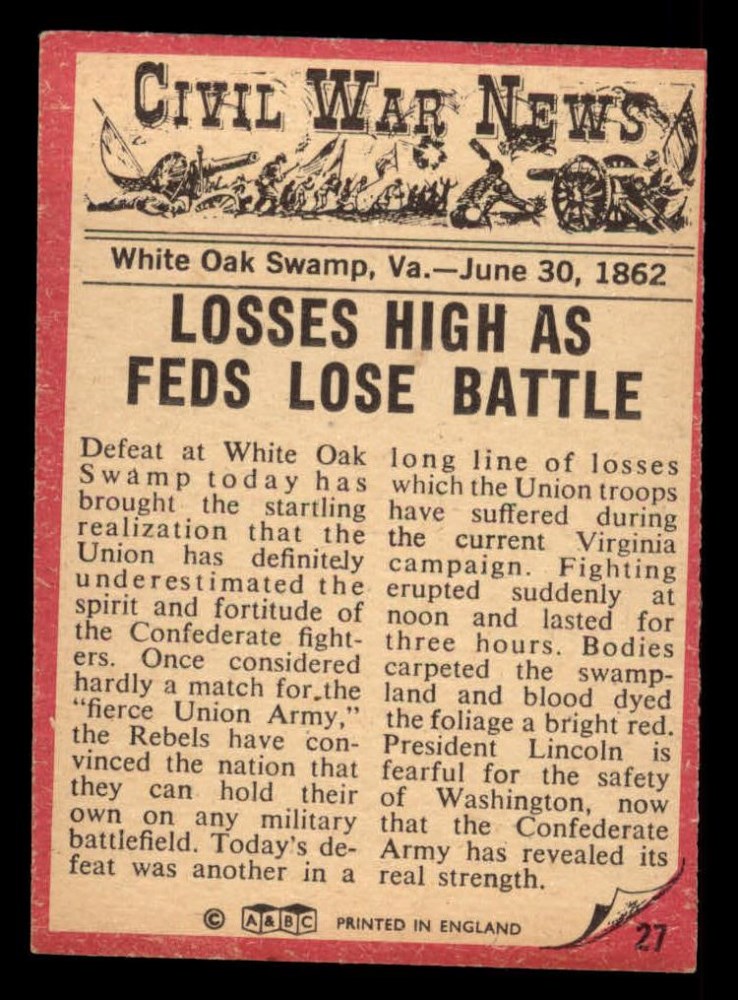 CIVIL WAR NEWS
White Oak Swamp, Va.—June 30, 1862
LOSSES HIGH AS
FEDS LOSE BATTLE
Defeat at White Oak
Swamp today has
brought the startling
realization that the
Union has definitely
underestimated the
spirit and fortitude of
the Confederate fight-
ers. Once considered
hardly a match for the
“fierce Union Army,”
the Rebels have con-
vinced the nation that
they can hold their
own on any military
battlefield. Today's de-
feat was another in a
long line of losses
which the Union troops
have suffered during
the current Virginia
campaign. Fighting
erupted suddenly at
noon and lasted for
three hours. Bodies
carpeted the swamp-
land and blood dyed
the foliage a bright red.
President Lincoln is
fearful for the safety
of Washington, now
that the Confederate
Army has revealed its
real strength.
© A&BC PRINTED IN ENGLAND
27